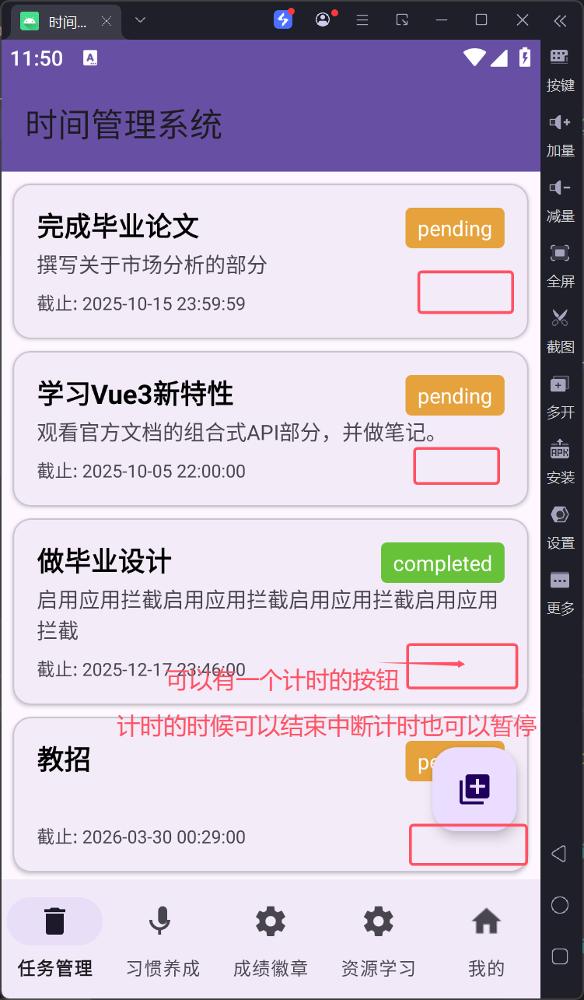 时间...
11:50
A
时间管理系统
完成毕业论文
pending
撰写关于市场分析的部分
截止: 2025-10-15 23:59:59
学习Vue3新特性
pending
观看官方文档的组合式API部分，并做笔记。
截止: 2025-10-05 22:00:00
做毕业设计
completed
启用应用拦截启用应用拦截启用应用拦截启用应用
拦截
截止: 2025-12-17 23:46:00
可以有一个计时的按钮
计时的时候可以结束中断计时也可以暂停
教招
pe
截止: 2026-03-30 00:29:00
任务管理
习惯养成
成绩徽章
资源学习
我的
按键
加量
减量
全屏
截图
多开
APK
安装
设置
更多